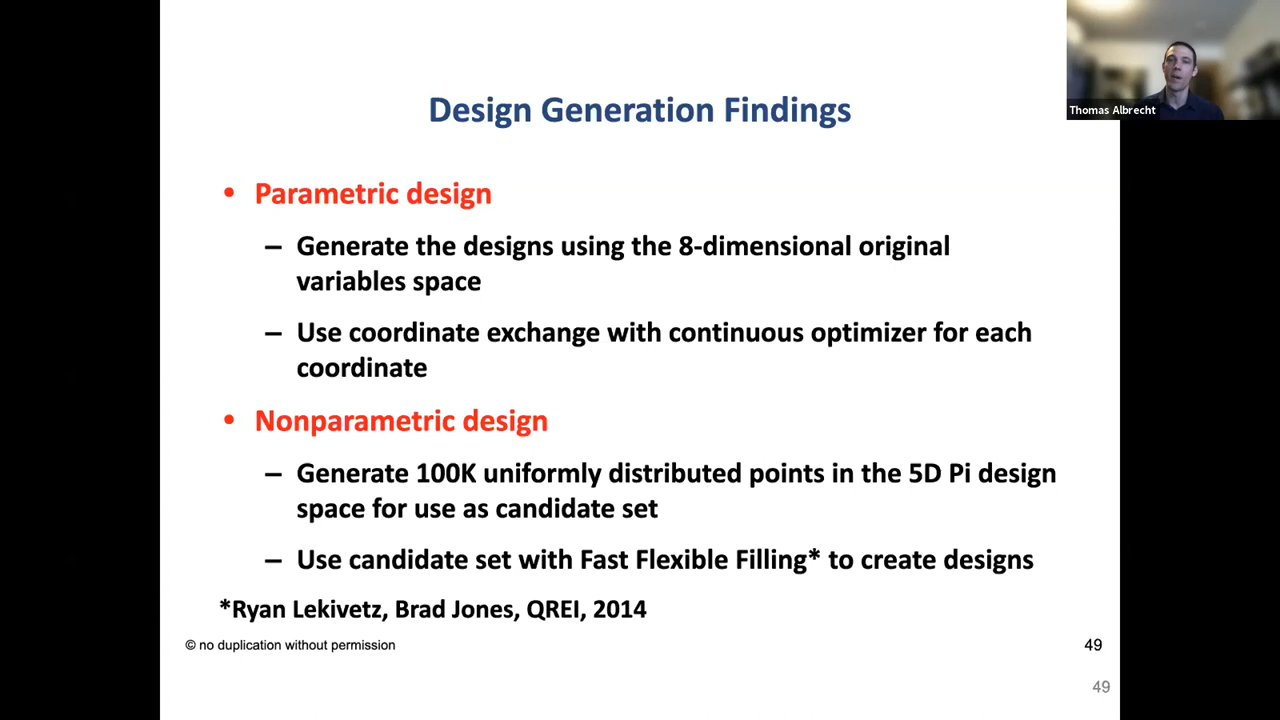 Thomas Albrecht
Design Generation Findings
• Parametric design
– Generate the designs using the 8-dimensional original
variables space
– Use coordinate exchange with continuous optimizer for each
coordinate
• Nonparametric design
– Generate 100K uniformly distributed points in the 5D Pi design
space for use as candidate set
– Use candidate set with Fast Flexible Filling* to create designs
*Ryan Lekivetz, Brad Jones, QREI, 2014
© no duplication without permission
49
49